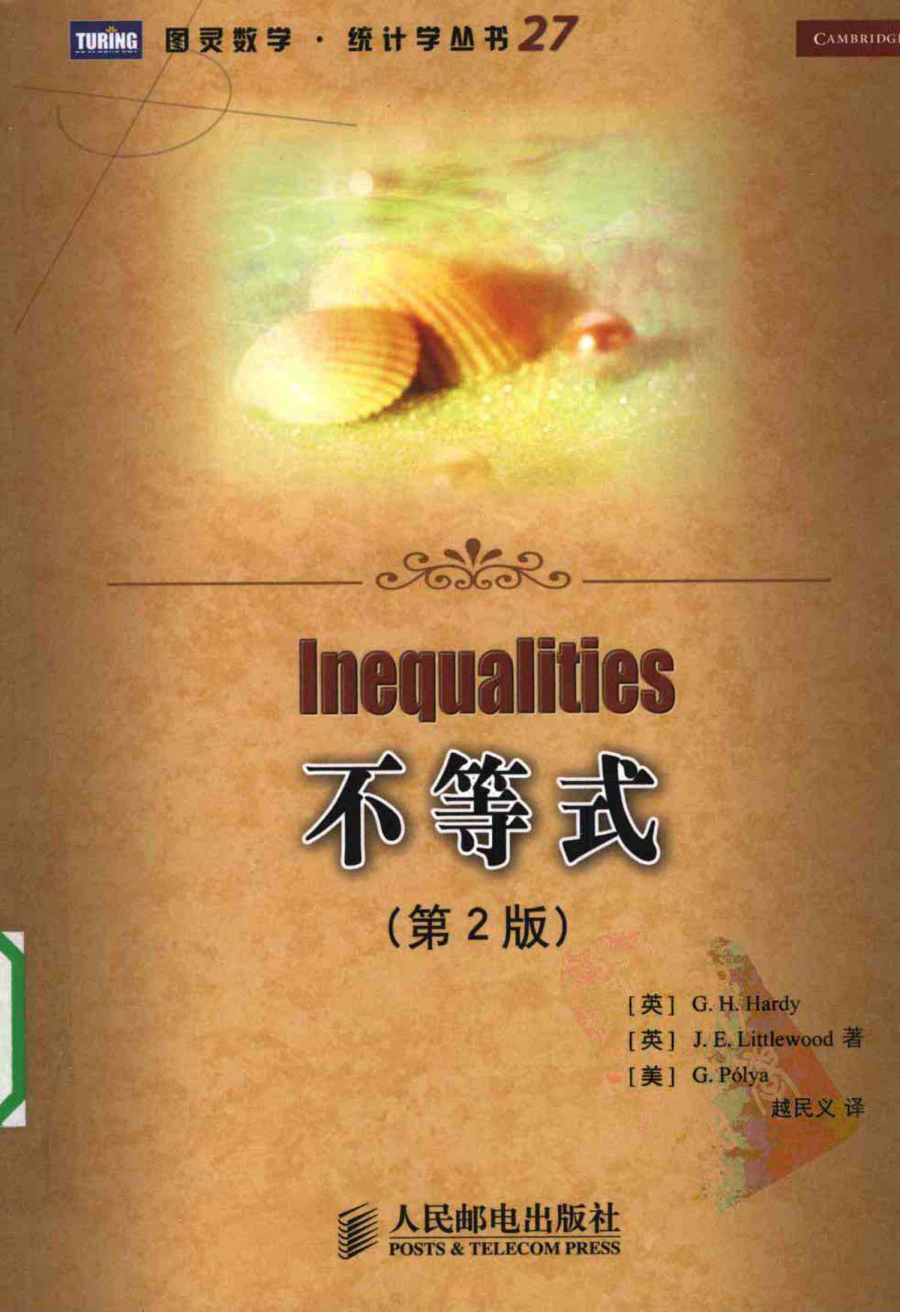 TURING 图灵数学·统计学丛书27
CAMBRIDGE
Inequalities
不等式
（第2版）
[英] G. H. Hardy
[英] J. E. Littlewood 著
[美] G. Pólya
越民义 译
人民邮电出版社
POSTS & TELECOM PRESS